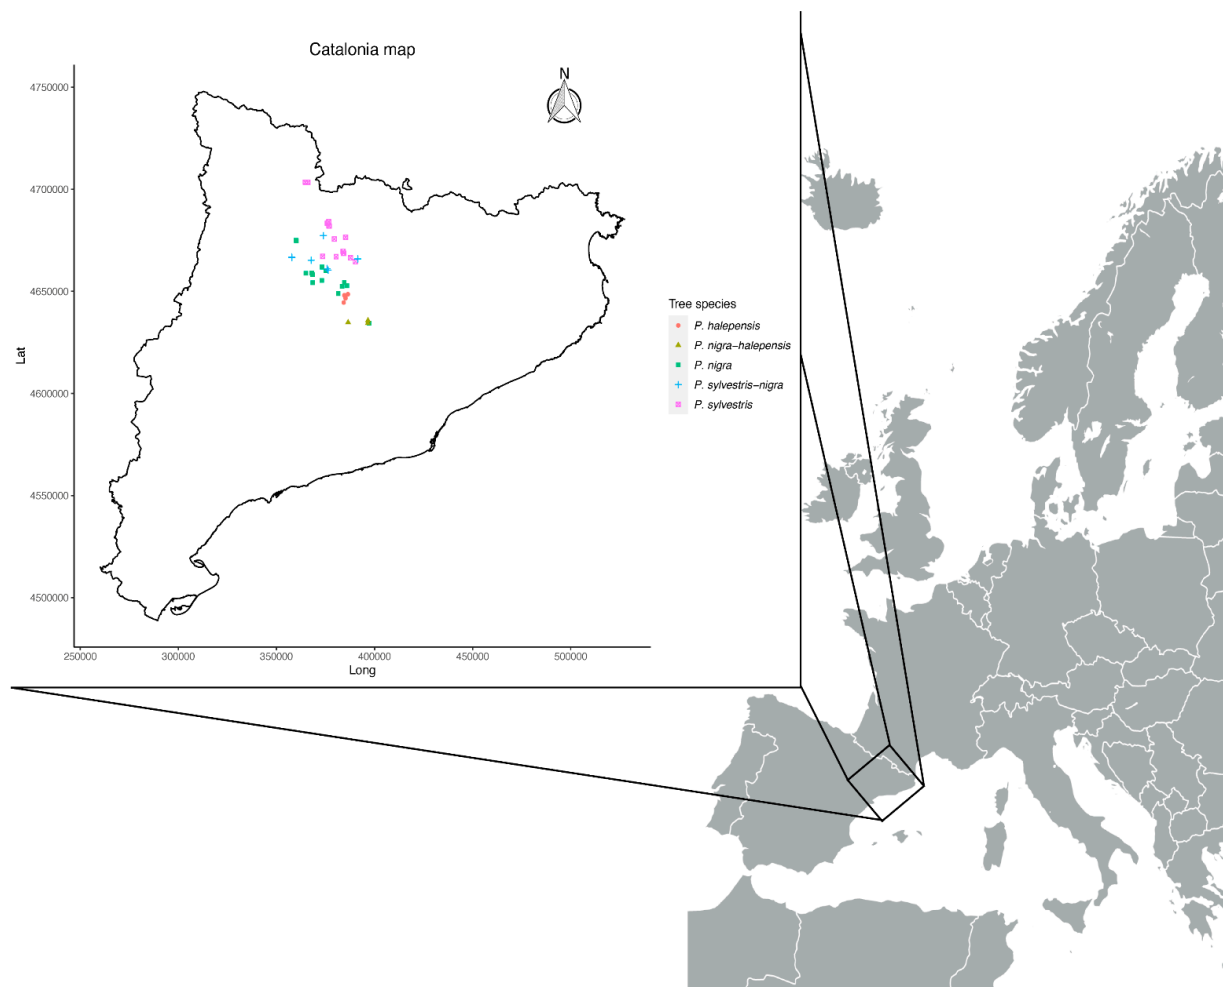 Catalonia map
N
4750000
4700000
4650000
4600000
4550000
4500000
Lat
250000
300000
350000
400000
450000
500000
Long
Tree species
P. halepensis
P. nigra−halepensis
P. nigra
P. sylvestris−nigra
P. sylvestris